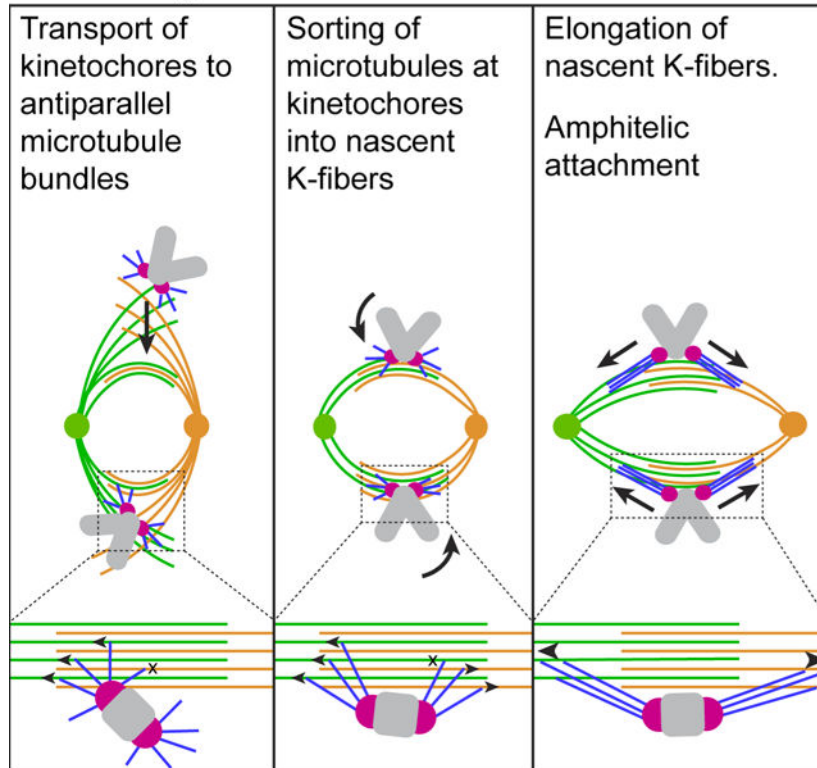 Transport of
kinetochores to
antiparallel
microtubule
bundles
Sorting of
microtubules at
kinetochores
into nascent
K-fibers
Elongation of
nascent K-fibers.
Amphitelic
attachment
x
x